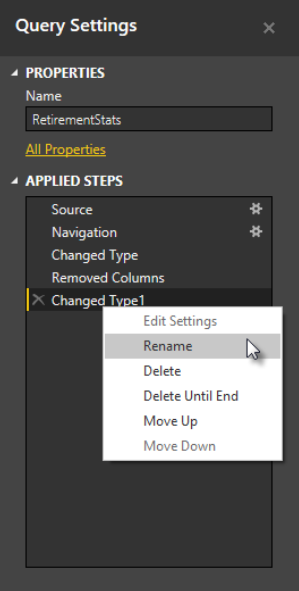 Query Settings
PROPERTIES
Name
RetirementStats
All Properties
APPLIED STEPS
Source
Navigation
Changed Type
Removed Columns
Changed Type1
Edit Settings
Rename
Delete
Delete Until End
Move Up
Move Down